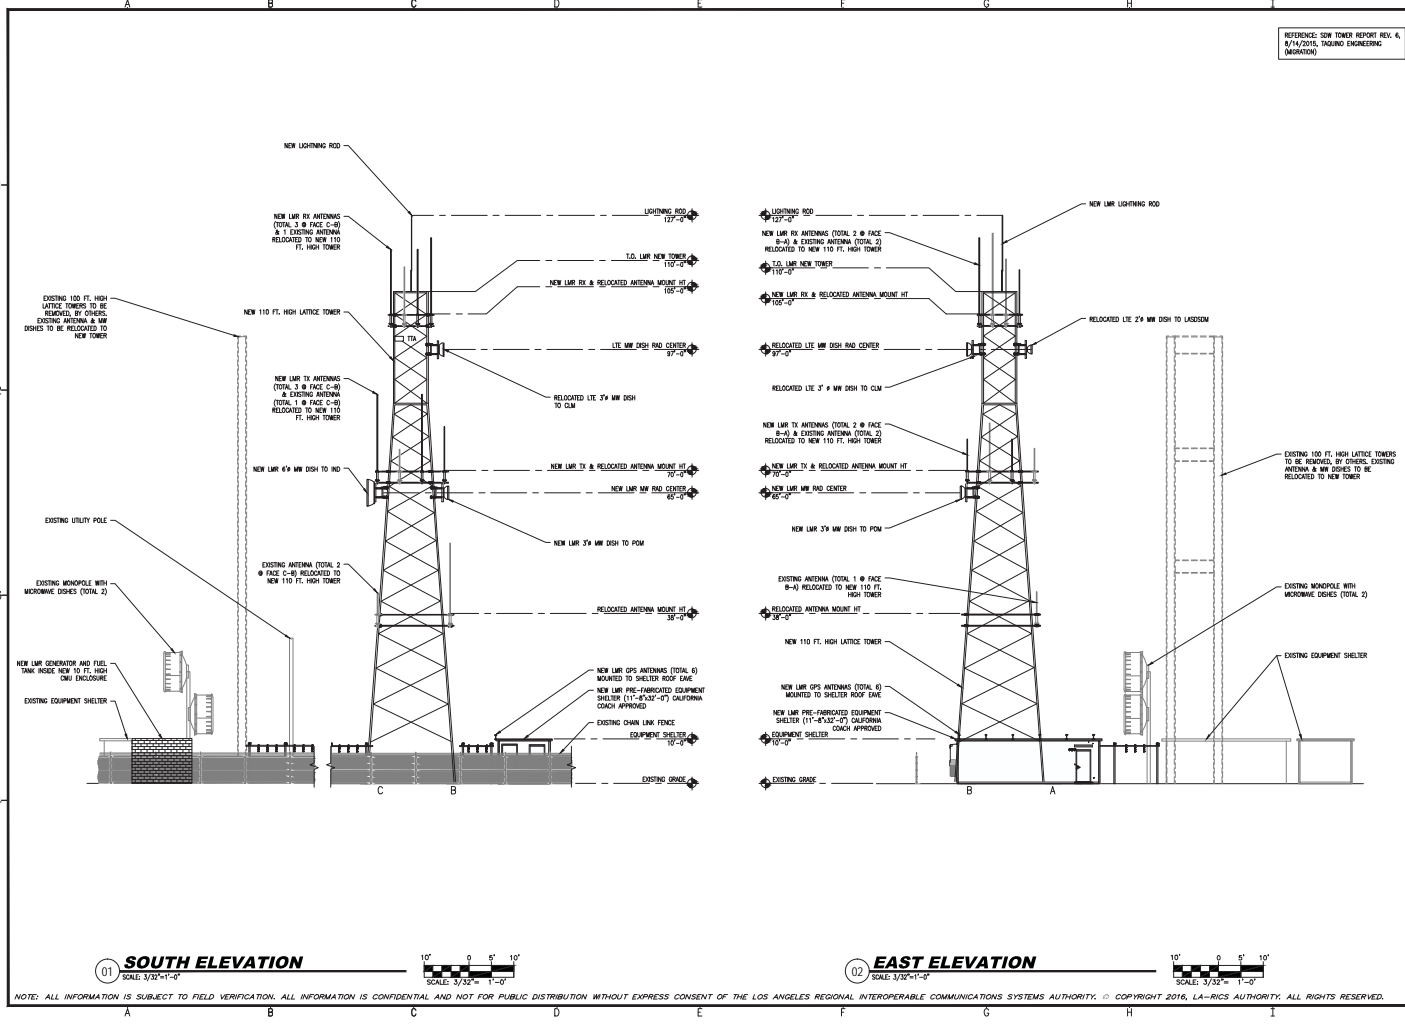 A B C D E F G H I
REFERENCE: SDW TOWER REPORT REV. 6,
8/14/2015, TAQUINO ENGINEERING
(MIGRATION)
NEW LIGHTNING ROD
NEW LMR RX ANTENNAS
(TOTAL 3 @ FACE C-B)
& 1 EXISTING ANTENNA
RELOCATED TO NEW 110
FT. HIGH TOWER
EXISTING 100 FT. HIGH
LATTICE TOWERS TO BE
REMOVED, BY OTHERS.
EXISTING ANTENNA & MW
DISHES TO BE RELOCATED TO
NEW TOWER
NEW 110 FT. HIGH LATTICE TOWER
TTA
NEW LMR TX ANTENNAS
(TOTAL 3 @ FACE C-B)
& EXISTING ANTENNA
(TOTAL 1 @ FACE C-B)
RELOCATED TO NEW 110
FT. HIGH TOWER
NEW LMR 6'ø MW DISH TO IND
EXISTING UTILITY POLE
EXISTING ANTENNA (TOTAL 2
@ FACE C-B) RELOCATED TO
NEW 110 FT. HIGH TOWER
EXISTING MONOPOLE WITH
MICROWAVE DISHES (TOTAL 2)
NEW LMR GENERATOR AND FUEL
TANK INSIDE NEW 10 FT. HIGH
CMU ENCLOSURE
EXISTING EQUIPMENT SHELTER
LIGHTNING ROD
127'-0"
T.O. LMR NEW TOWER
110'-0"
NEW LMR RX & RELOCATED ANTENNA MOUNT HT
105'-0"
LTE MW DISH RAD CENTER
97'-0"
RELOCATED LTE 3'ø MW DISH
TO CLM
NEW LMR TX & RELOCATED ANTENNA MOUNT HT
70'-0"
NEW LMR MW RAD CENTER
65'-0"
NEW LMR 3'ø MW DISH TO POM
RELOCATED ANTENNA MOUNT HT
38'-0"
NEW LMR GPS ANTENNAS (TOTAL 6)
MOUNTED TO SHELTER ROOF EAVE
NEW LMR PRE-FABRICATED EQUIPMENT
SHELTER (11'-8"x32'-0") CALIFORNIA
COACH APPROVED
EXISTING CHAIN LINK FENCE
EQUIPMENT SHELTER
10'-0"
EXISTING GRADE
C B
LIGHTNING ROD
127'-0"
NEW LMR RX ANTENNAS (TOTAL 2 @ FACE
B-A) & EXISTING ANTENNA (TOTAL 2)
RELOCATED TO NEW 110 FT. HIGH TOWER
T.O. LMR NEW TOWER
110'-0"
NEW LMR RX & RELOCATED ANTENNA MOUNT HT
105'-0"
RELOCATED LTE MW DISH RAD CENTER
97'-0"
RELOCATED LTE 3' ø MW DISH TO CLM
NEW LMR TX ANTENNAS (TOTAL 2 @ FACE
B-A) & EXISTING ANTENNA (TOTAL 2)
RELOCATED TO NEW 110 FT. HIGH TOWER
NEW LMR TX & RELOCATED ANTENNA MOUNT HT
70'-0"
NEW LMR MW RAD CENTER
65'-0"
NEW LMR 3'ø MW DISH TO POM
EXISTING ANTENNA (TOTAL 1 @ FACE
B-A) RELOCATED TO NEW 110 FT.
HIGH TOWER
RELOCATED ANTENNA MOUNT HT
38'-0"
NEW 110 FT. HIGH LATTICE TOWER
NEW LMR GPS ANTENNAS (TOTAL 6)
MOUNTED TO SHELTER ROOF EAVE
NEW LMR PRE-FABRICATED EQUIPMENT
SHELTER (11'-8"x32'-0") CALIFORNIA
COACH APPROVED
EQUIPMENT SHELTER
10'-0"
EXISTING GRADE
B A
NEW LMR LIGHTNING ROD
RELOCATED LTE 2'ø MW DISH TO LASDSDM
EXISTING 100 FT. HIGH LATTICE TOWERS
TO BE REMOVED, BY OTHERS. EXISTING
ANTENNA & MW DISHES TO BE
RELOCATED TO NEW TOWER
EXISTING MONOPOLE WITH
MICROWAVE DISHES (TOTAL 2)
EXISTING EQUIPMENT SHELTER
01 SOUTH ELEVATION
SCALE: 3/32"=1'-0"
10' 0 5' 10'
SCALE: 3/32"= 1'-0"
02 EAST ELEVATION
SCALE: 3/32"=1'-0"
10' 0 5' 10'
SCALE: 3/32"= 1'-0"
NOTE: ALL INFORMATION IS SUBJECT TO FIELD VERIFICATION. ALL INFORMATION IS CONFIDENTIAL AND NOT FOR PUBLIC DISTRIBUTION WITHOUT EXPRESS CONSENT OF THE LOS ANGELES REGIONAL INTEROPERABLE COMMUNICATIONS SYSTEMS AUTHORITY. © COPYRIGHT 2016, LA-RICS AUTHORITY. ALL RIGHTS RESERVED.
A B C D E F G H I